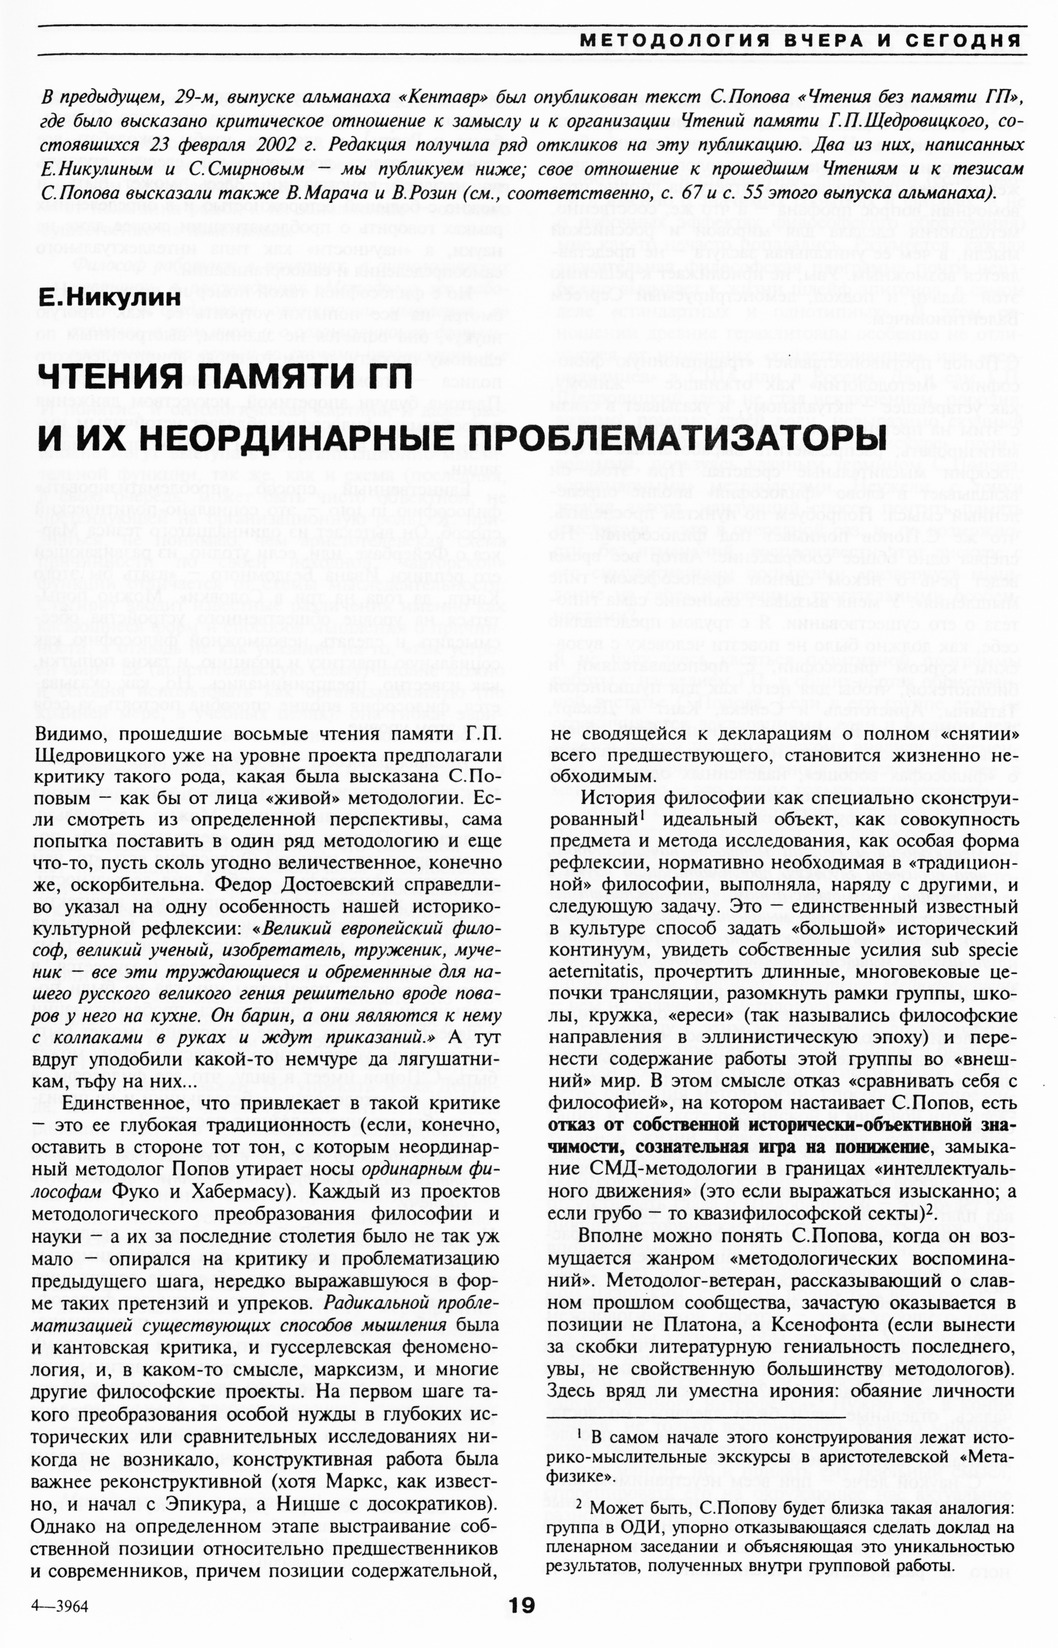 МЕТОДОЛОГИЯ ВЧЕРА И СЕГОДНЯ
В предыдущем, 29-м, выпуске альманаха «Кентавр» был опубликован текст С.Попова «Чтения без памяти ГП»,
где было высказано критическое отношение к замыслу и к организации Чтений памяти Г.П.Щедровицкого, со-
стоявшихся 23 февраля 2002 г. Редакция получила ряд откликов на эту публикацию. Два из них, написанных
Е.Никулиным и С.Смирновым — мы публикуем ниже; свое отношение к прошедшим Чтениям и к тезисам
С.Попова высказали также В.Марача и В.Розин (см., соответственно, с. 67 и с. 55 этого выпуска альманаха).
Е.Никулин
ЧТЕНИЯ ПАМЯТИ ГП
И ИХ НЕОРДИНАРНЫЕ ПРОБЛЕМАТИЗАТОРЫ
Видимо, прошедшие восьмые чтения памяти Г.П.
Щедровицкого уже на уровне проекта предполагали
критику такого рода, какая была высказана С.По-
повым — как бы от лица «живой» методологии. Ес-
ли смотреть из определенной перспективы, сама
попытка поставить в один ряд методологию и еще
что-то, пусть сколь угодно величественное, конечно
же, оскорбительна. Федор Достоевский справедли-
во указал на одну особенность нашей историко-
культурной рефлексии: «Великий европейский фило-
соф, великий ученый, изобретатель, труженик, муче-
ник — все эти труждающиеся и обременнные для на-
шего русского великого гения решительно вроде пова-
ров у него на кухне. Он барин, а они являются к нему
с колпаками в руках и ждут приказаний.» А тут
вдруг уподобили какой-то немчуре да лягушатни-
кам, тьфу на них...
Единственное, что привлекает в такой критике
— это ее глубокая традиционность (если, конечно,
оставить в стороне тот тон, с которым неординар-
ный методолог Попов утирает носы ординарным фи-
лософам Фуко и Хабермасу). Каждый из проектов
методологического преобразования философии и
науки — а их за последние столетия было не так уж
мало — опирался на критику и проблематизацию
предыдущего шага, нередко выражавшуюся в фор-
ме таких претензий и упреков. Радикальной пробле-
матизацией существующих способов мышления была
и кантовская критика, и гуссерлевская феномено-
логия, и, в каком-то смысле, марксизм, и многие
другие философские проекты. На первом шаге та-
кого преобразования особой нужды в глубоких ис-
торических или сравнительных исследованиях ни-
когда не возникало, конструктивная работа была
важнее реконструктивной (хотя Маркс, как извест-
но, и начал с Эпикура, а Ницше с досократиков).
Однако на определенном этапе выстраивание соб-
ственной позиции относительно предшественников
и современников, причем позиции содержательной,
не сводящейся к декларациям о полном «снятии»
всего предшествующего, становится жизненно не-
обходимым.
История философии как специально сконструи-
рованный¹ идеальный объект, как совокупность
предмета и метода исследования, как особая форма
рефлексии, нормативно необходимая в «традицион-
ной» философии, выполняла, наряду с другими, и
следующую задачу. Это — единственный известный
в культуре способ задать «большой» исторический
континуум, увидеть собственные усилия sub specie
aeternitatis, прочертить длинные, многовековые це-
почки трансляции, разомкнуть рамки группы, шко-
лы, кружка, «ереси» (так назывались философские
направления в эллинистическую эпоху) и пере-
нести содержание работы этой группы во «внеш-
ний» мир. В этом смысле отказ «сравнивать себя с
философией», на котором настаивает С.Попов, есть
отказ от собственной исторически-объективной зна-
чимости, сознательная игра на понижение, замыка-
ние СМД-методологии в границах «интеллектуаль-
ного движения» (это если выражаться изысканно; а
если грубо — то квазифилософской секты)².
Вполне можно понять С.Попова, когда он воз-
мущается жанром «методологических воспомина-
ний». Методолог-ветеран, рассказывающий о слав-
ном прошлом сообщества, зачастую оказывается в
позиции не Платона, а Ксенофонта (если вынести
за скобки литературную гениальность последнего,
увы, не свойственную большинству методологов).
Здесь вряд ли уместна ирония: обаяние личности
¹ В самом начале этого конструирования лежат исто-
рико-мыслительные экскурсы в аристотелевской «Мета-
физике».
² Может быть, С.Попову будет близка такая аналогия:
группа в ОДИ, упорно отказывающаяся сделать доклад на
пленарном заседании и объясняющая это уникальностью
результатов, полученных внутри групповой работы.
4—3964
19